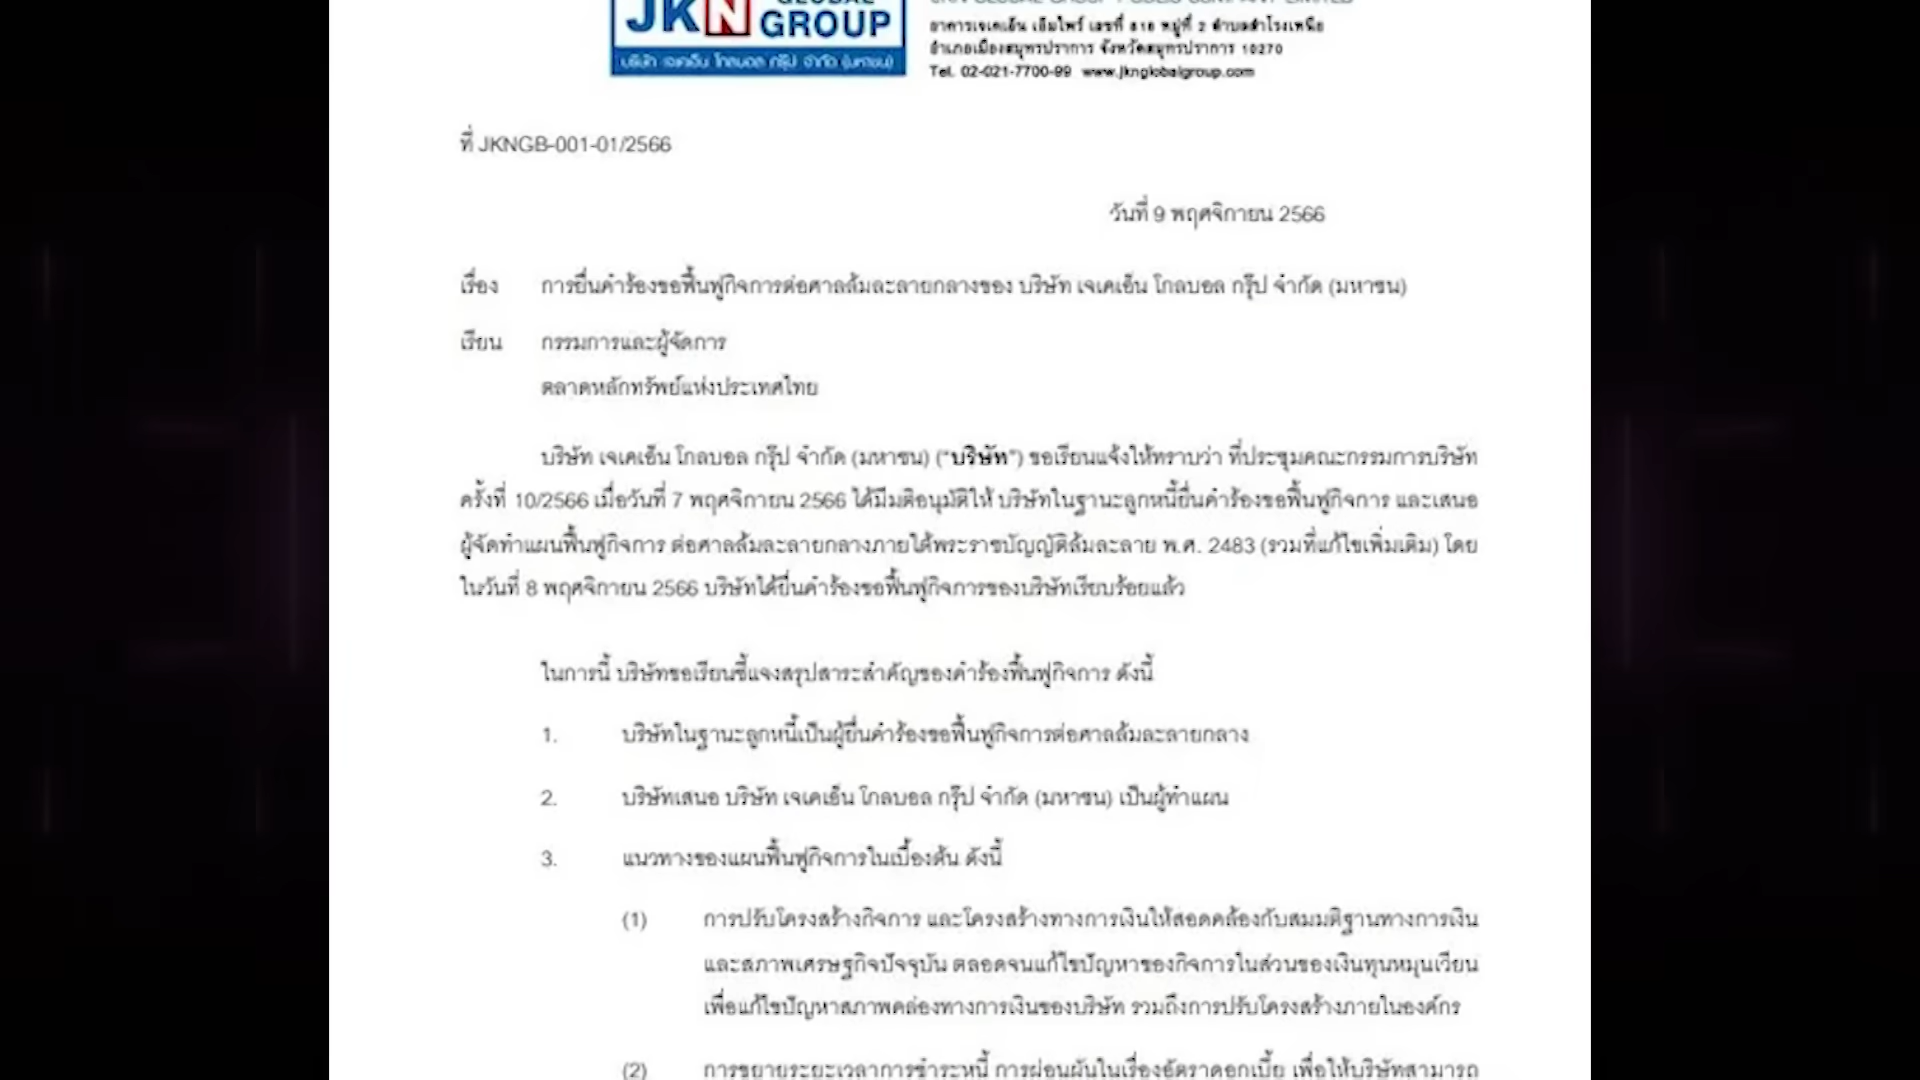 JKN GLOBAL
GROUP
บริษัท เจเคเอ็น โกลบอล กรุ๊ป จำกัด (มหาชน)
JKN GLOBAL GROUP PUBLIC COMPANY LIMITED
อาคารเจเคเอ็น เอ็มไพร์ เลขที่ 818 หมู่ที่ 2 ตำบลสำโรงเหนือ
อำเภอเมืองสมุทรปราการ จังหวัดสมุทรปราการ 10270
Tel. 02-021-7700-99 www.jknglobalgroup.com
ที่ JKNGB-001-01/2566
วันที่ 9 พฤศจิกายน 2566
เรื่อง การยื่นคำร้องขอฟื้นฟูกิจการต่อศาลล้มละลายกลางของ บริษัท เจเคเอ็น โกลบอล กรุ๊ป จำกัด (มหาชน)
เรียน กรรมการและผู้จัดการ
ตลาดหลักทรัพย์แห่งประเทศไทย
บริษัท เจเคเอ็น โกลบอล กรุ๊ป จำกัด (มหาชน) ("บริษัท") ขอเรียนแจ้งให้ทราบว่า ที่ประชุมคณะกรรมการบริษัท
ครั้งที่ 10/2566 เมื่อวันที่ 7 พฤศจิกายน 2566 ได้มีมติอนุมัติให้ บริษัทในฐานะลูกหนี้ยื่นคำร้องขอฟื้นฟูกิจการ และเสนอ
ผู้จัดทำแผนฟื้นฟูกิจการ ต่อศาลล้มละลายกลางภายใต้พระราชบัญญัติล้มละลาย พ.ศ. 2483 (รวมที่แก้ไขเพิ่มเติม) โดย
ในวันที่ 8 พฤศจิกายน 2566 บริษัทได้ยื่นคำร้องขอฟื้นฟูกิจการของบริษัทเรียบร้อยแล้ว
ในการนี้ บริษัทขอเรียนชี้แจงสรุปสาระสำคัญของคำร้องฟื้นฟูกิจการ ดังนี้
1. บริษัทในฐานะลูกหนี้เป็นผู้ยื่นคำร้องขอฟื้นฟูกิจการต่อศาลล้มละลายกลาง
2. บริษัทเสนอ บริษัท เจเคเอ็น โกลบอล กรุ๊ป จำกัด (มหาชน) เป็นผู้ทำแผน
3. แนวทางของแผนฟื้นฟูกิจการในเบื้องต้น ดังนี้
(1) การปรับโครงสร้างกิจการ และโครงสร้างทางการเงินให้สอดคล้องกับสมมติฐานทางการเงิน
และสภาพเศรษฐกิจปัจจุบัน ตลอดจนแก้ไขปัญหาของกิจการในส่วนของเงินทุนหมุนเวียน
เพื่อแก้ไขปัญหาสภาพคล่องทางการเงินของบริษัท รวมถึงการปรับโครงสร้างภายในองค์กร
(2) การขยายระยะเวลาการชำระหนี้ การผ่อนผันในเรื่องอัตราดอกเบี้ย เพื่อให้บริษัทสามารถ